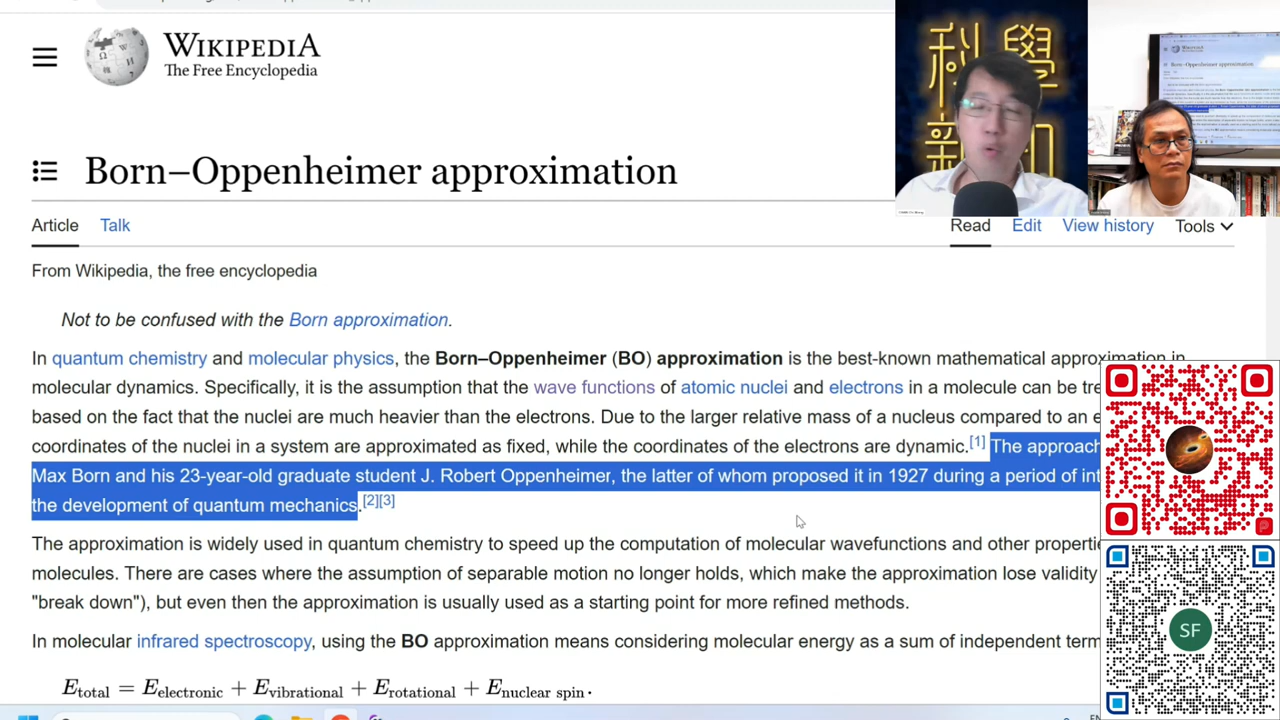 WIKIPEDIA
The Free Encyclopedia
科學
新知
Born–Oppenheimer approximation
Article Talk
Read Edit View history Tools
From Wikipedia, the free encyclopedia
Not to be confused with the Born approximation.
In quantum chemistry and molecular physics, the Born–Oppenheimer (BO) approximation is the best-known mathematical approximation in
molecular dynamics. Specifically, it is the assumption that the wave functions of atomic nuclei and electrons in a molecule can be
based on the fact that the nuclei are much heavier than the electrons. Due to the larger relative mass of a nucleus compared to an
coordinates of the nuclei in a system are approximated as fixed, while the coordinates of the electrons are dynamic.[1] The approach
Max Born and his 23-year-old graduate student J. Robert Oppenheimer, the latter of whom proposed it in 1927 during a period of
the development of quantum mechanics.[2][3]
The approximation is widely used in quantum chemistry to speed up the computation of molecular wavefunctions and other
molecules. There are cases where the assumption of separable motion no longer holds, which make the approximation lose validity
"break down"), but even then the approximation is usually used as a starting point for more refined methods.
In molecular infrared spectroscopy, using the BO approximation means considering molecular energy as a sum of independent
E_total = E_electronic + E_vibrational + E_rotational + E_nuclear spin.
SF